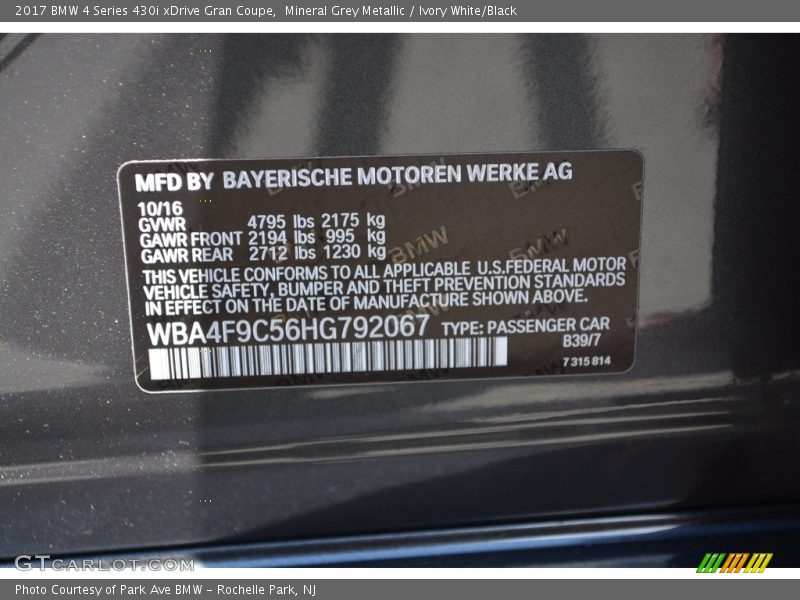 2017 BMW 4 Series 430i xDrive Gran Coupe, Mineral Grey Metallic / Ivory White/Black
MFD BY BAYERISCHE MOTOREN WERKE AG
10/16
GVWR 4795 lbs 2175 kg
GAWR FRONT 2194 lbs 995 kg
GAWR REAR 2712 lbs 1230 kg
THIS VEHICLE CONFORMS TO ALL APPLICABLE U.S.FEDERAL MOTOR
VEHICLE SAFETY, BUMPER AND THEFT PREVENTION STANDARDS
IN EFFECT ON THE DATE OF MANUFACTURE SHOWN ABOVE.
WBA4F9C56HG792067 TYPE: PASSENGER CAR
B39/7
7 315 814
GTCARLOT.COM
Photo Courtesy of Park Ave BMW - Rochelle Park, NJ